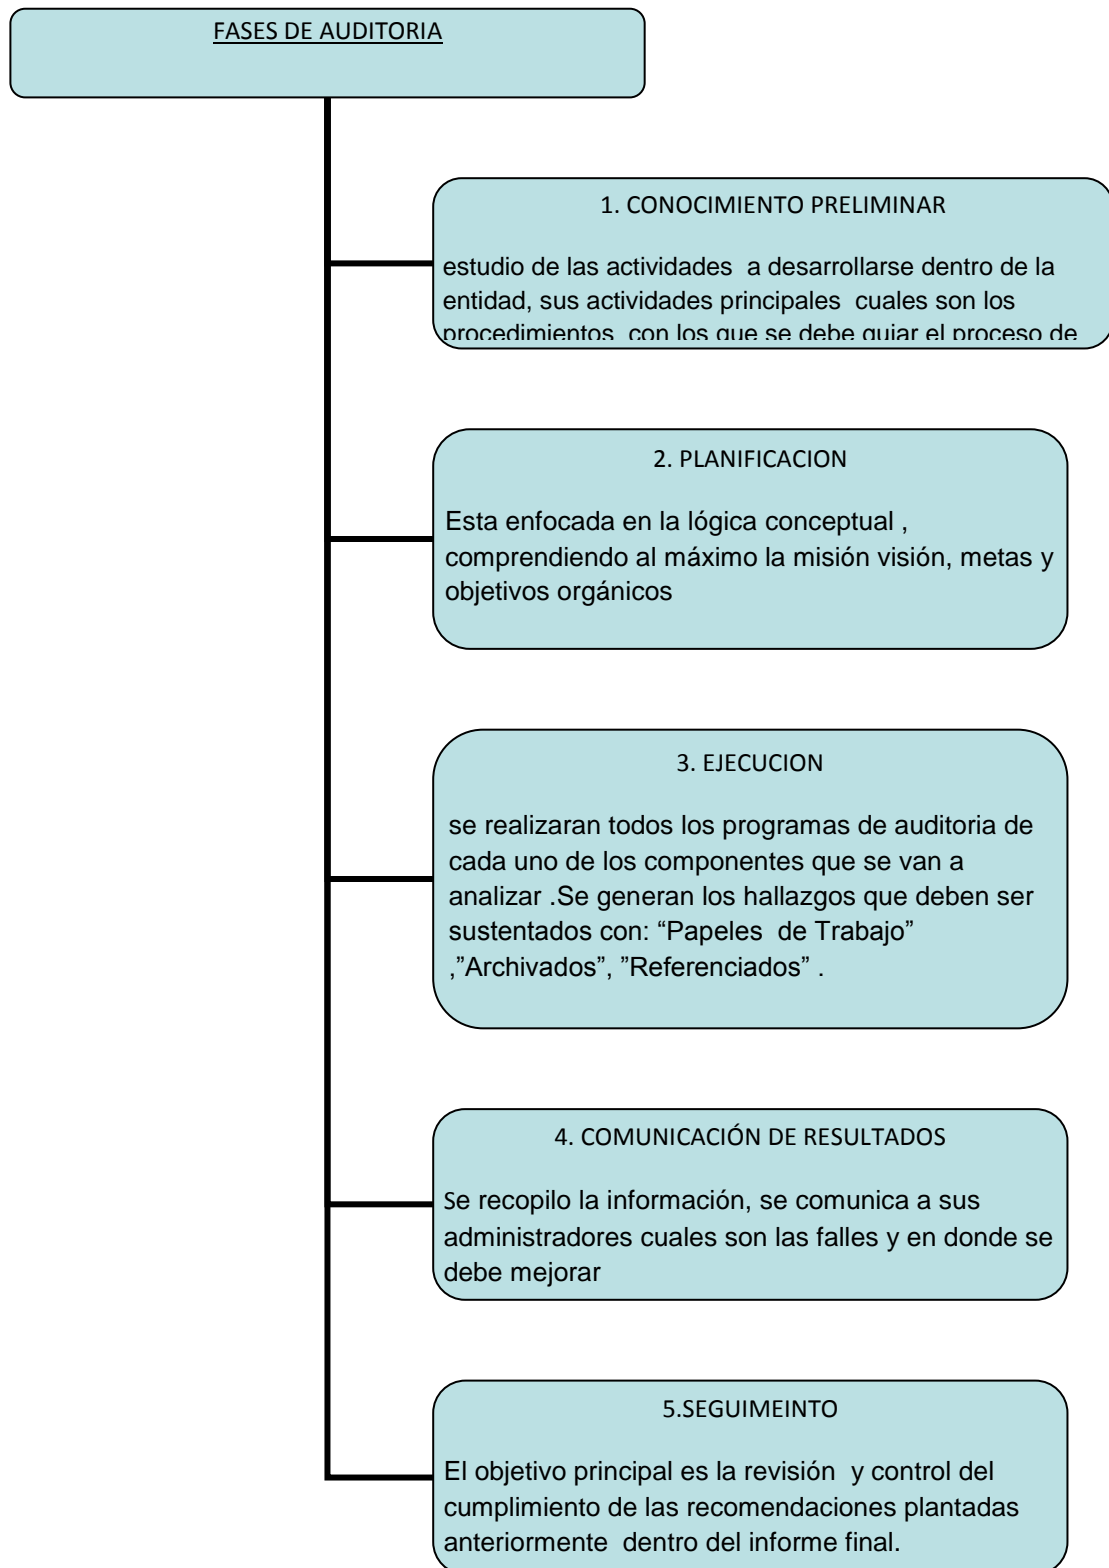 FASES DE AUDITORIA
1. CONOCIMIENTO PRELIMINAR
estudio de las actividades  a desarrollarse dentro de la
entidad, sus actividades principales  cuales son los
procedimientos  con los que se debe guiar el proceso de
2. PLANIFICACION
Esta enfocada en la lógica conceptual ,
comprendiendo al máximo la misión visión, metas y
objetivos orgánicos
3. EJECUCION
se realizaran todos los programas de auditoria de
cada uno de los componentes que se van a
analizar .Se generan los hallazgos que deben ser
sustentados con: “Papeles  de Trabajo”
,”Archivados”, ”Referenciados” .
4. COMUNICACIÓN DE RESULTADOS
Se recopilo la información, se comunica a sus
administradores cuales son las falles y en donde se
debe mejorar
5.SEGUIMEINTO
El objetivo principal es la revisión  y control del
cumplimiento de las recomendaciones plantadas
anteriormente  dentro del informe final.